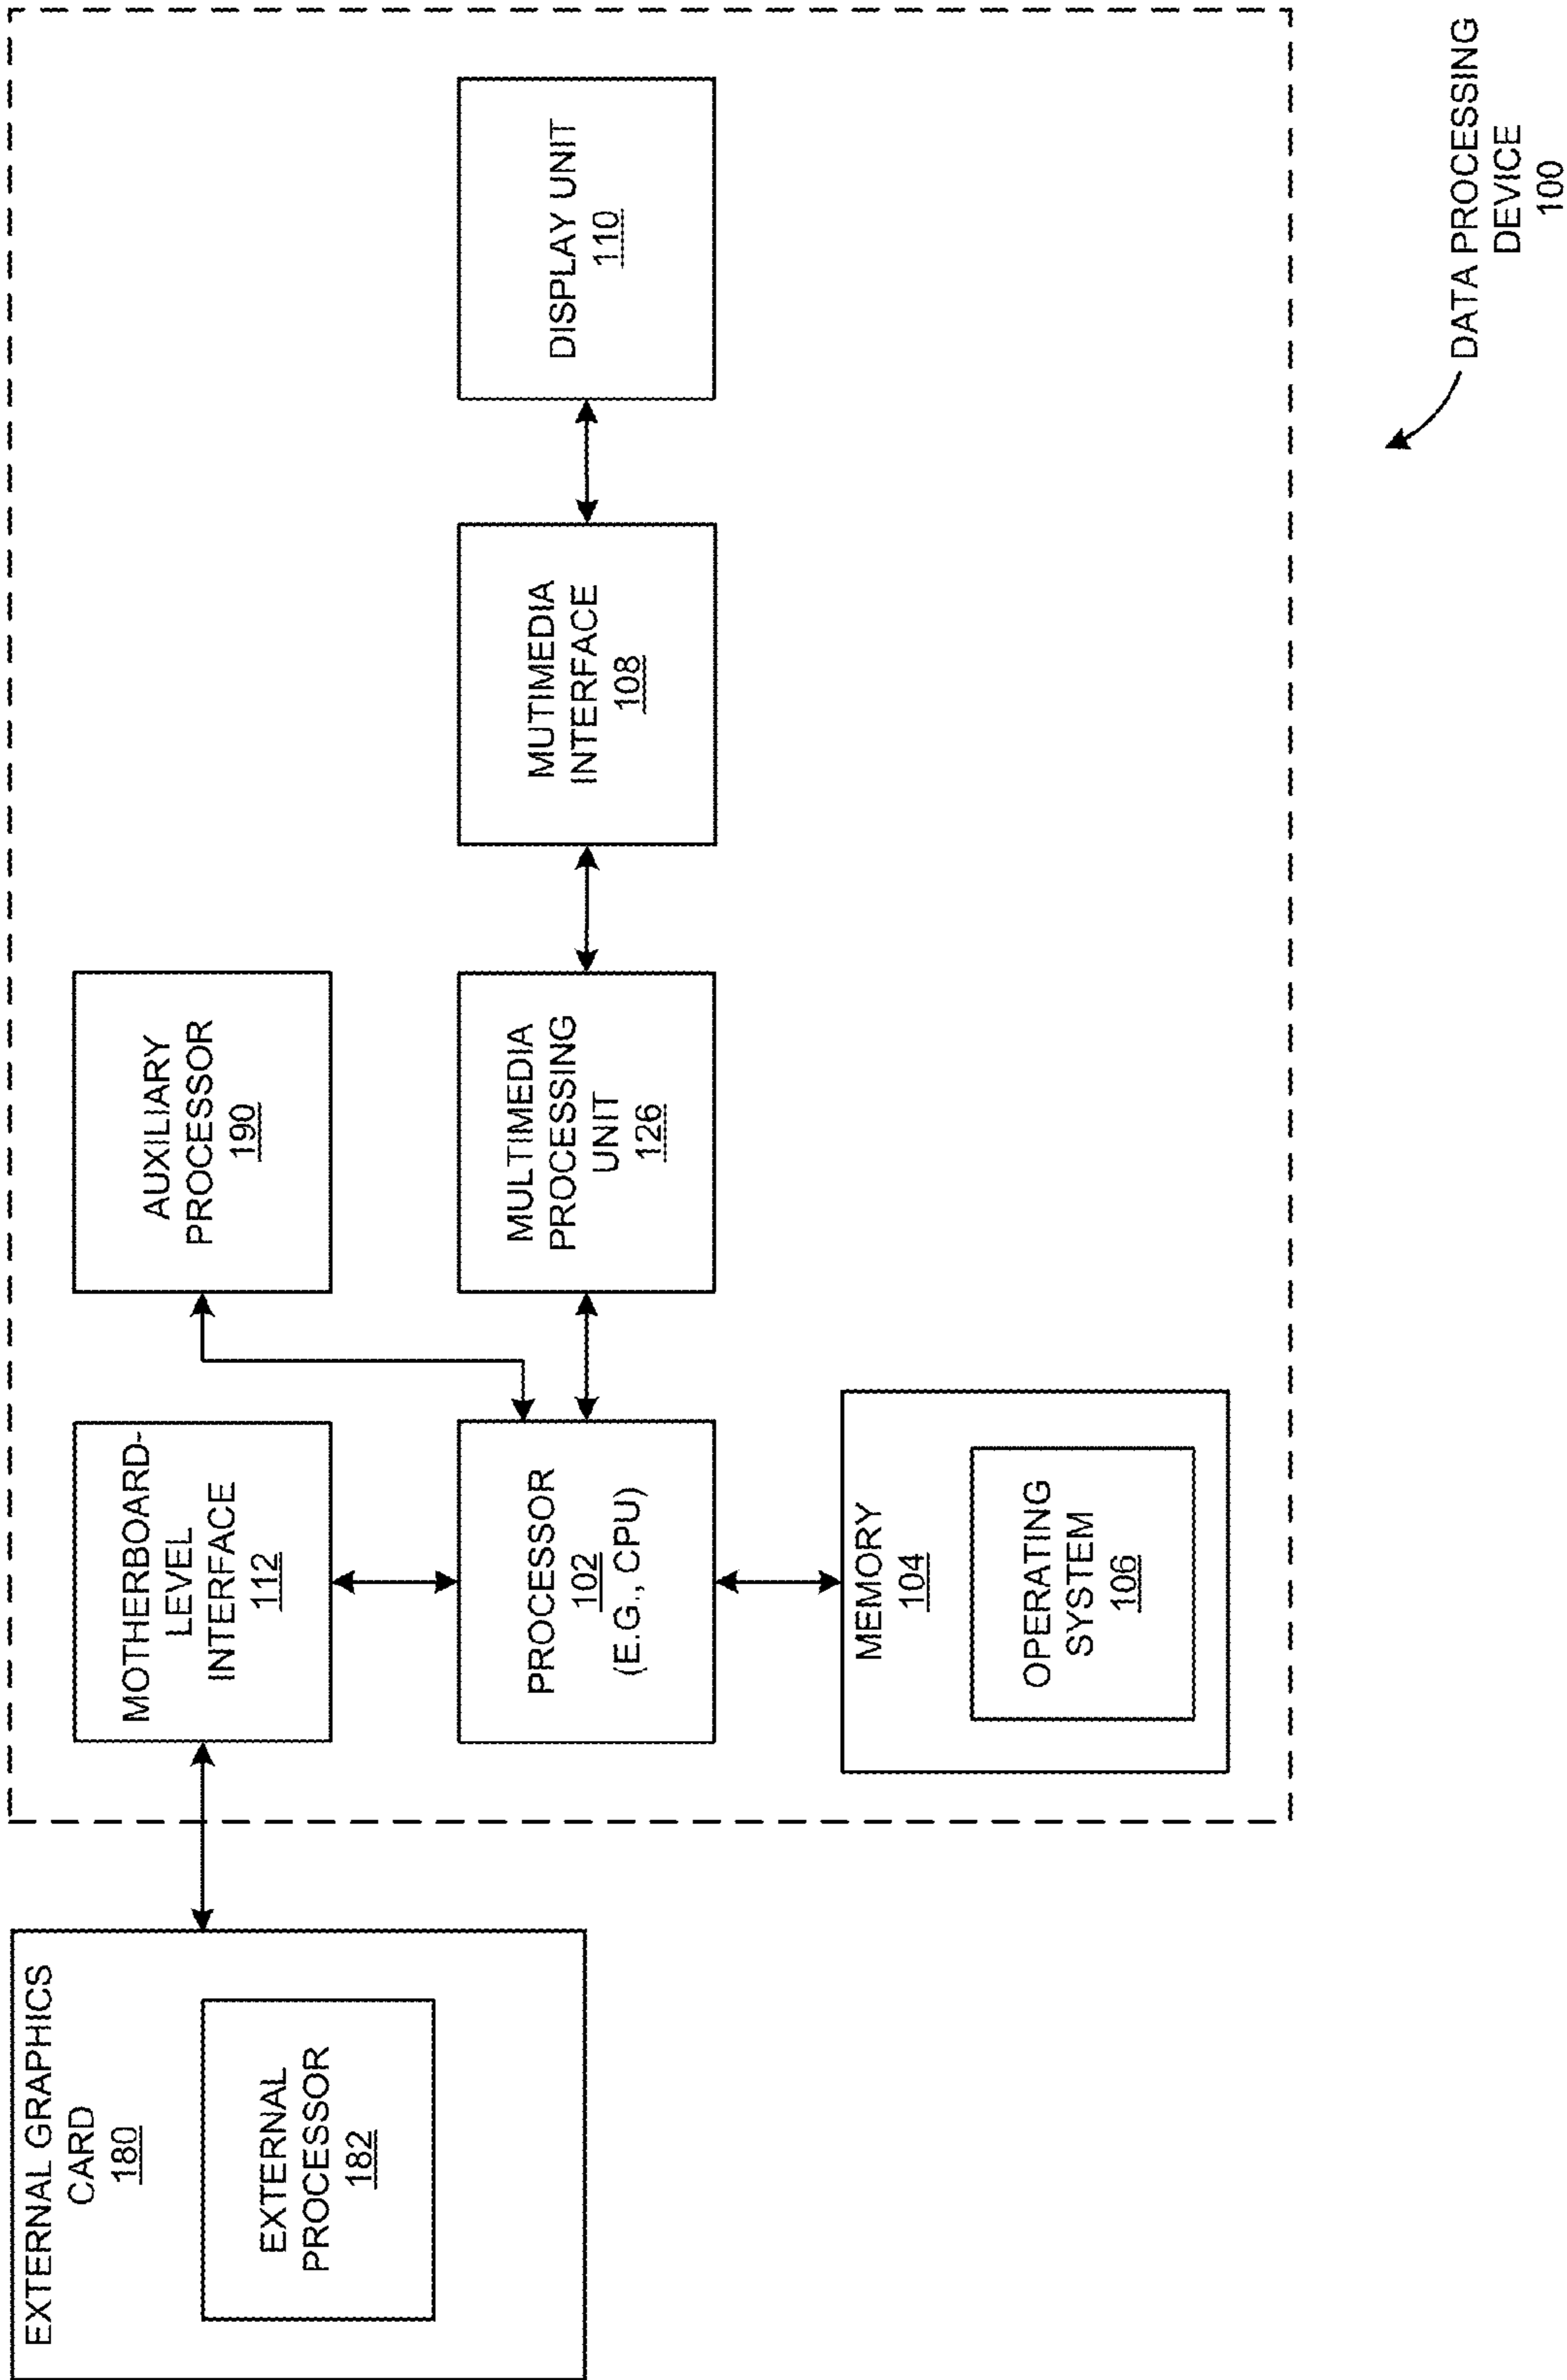 EXTERNAL GRAPHICS
CARD
180
EXTERNAL
PROCESSOR
182
MOTHERBOARD-
LEVEL
INTERFACE
112
AUXILIARY
PROCESSOR
190
PROCESSOR
102
(E.G., CPU)
MULTIMEDIA
PROCESSING
UNIT
126
MUTIMEDIA
INTERFACE
108
DISPLAY UNIT
110
MEMORY
104
OPERATING
SYSTEM
106
DATA PROCESSING
DEVICE
100